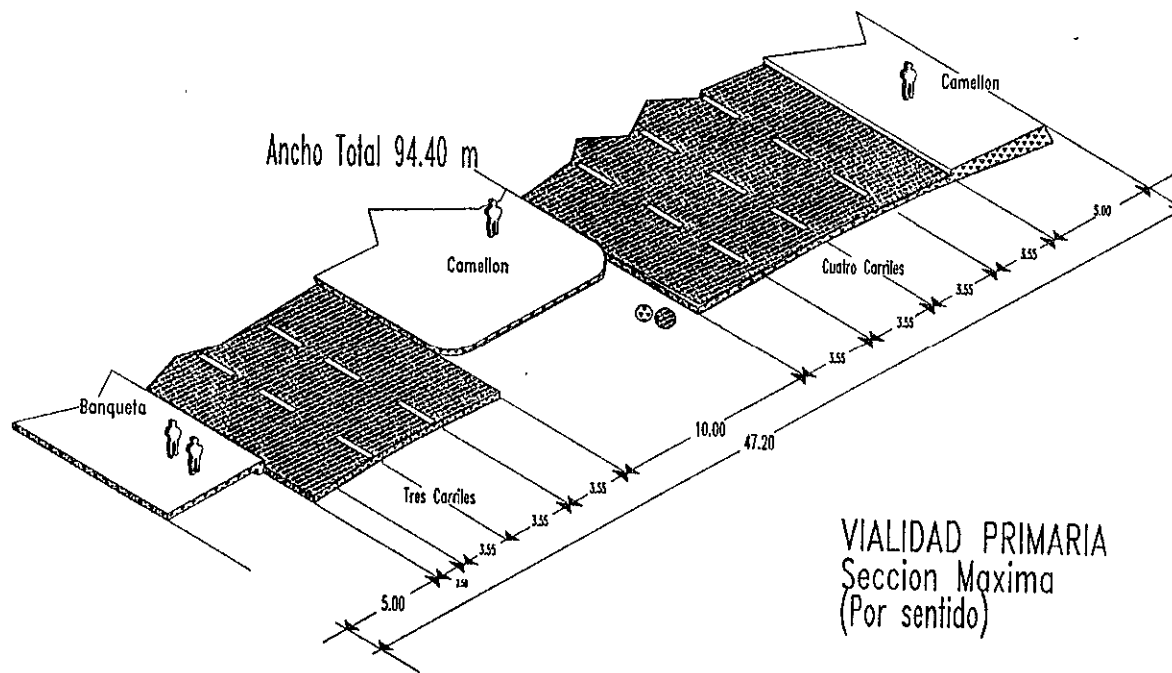 Camellon
Ancho Total 94.40 m
Camellon
Cuatro Carriles
5.00
3.55
3.55
3.55
3.55
Banqueta
Tres Carriles
10.00
47.20
3.55
3.55
3.55
5.00
VIALIDAD PRIMARIA
Seccion Maxima
(Por sentido)